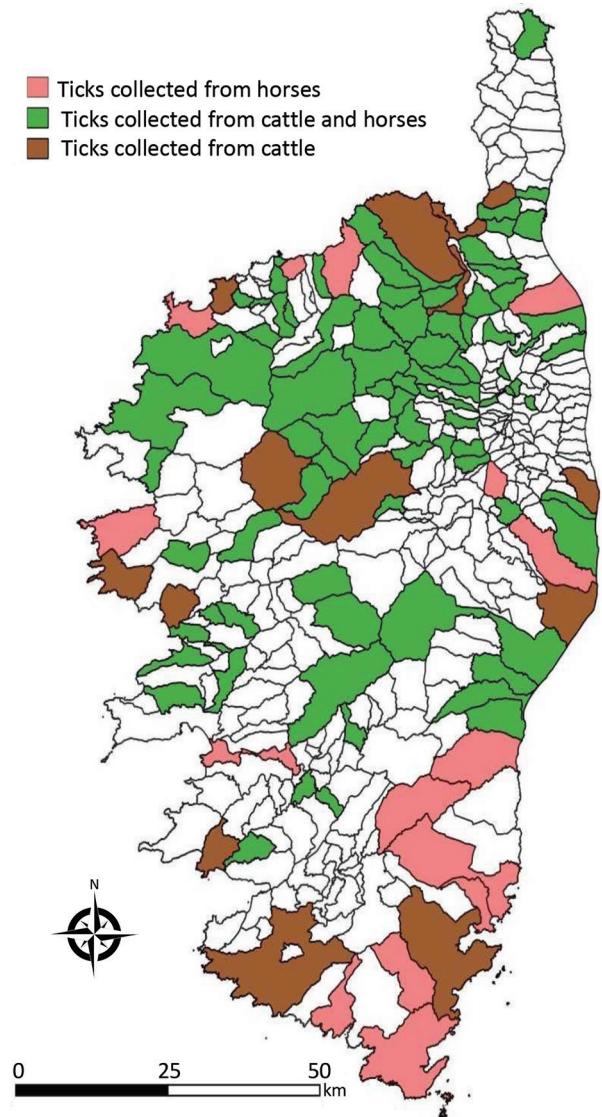 Ticks collected from horses
Ticks collected from cattle and horses
Ticks collected from cattle
N
0 25 50
km